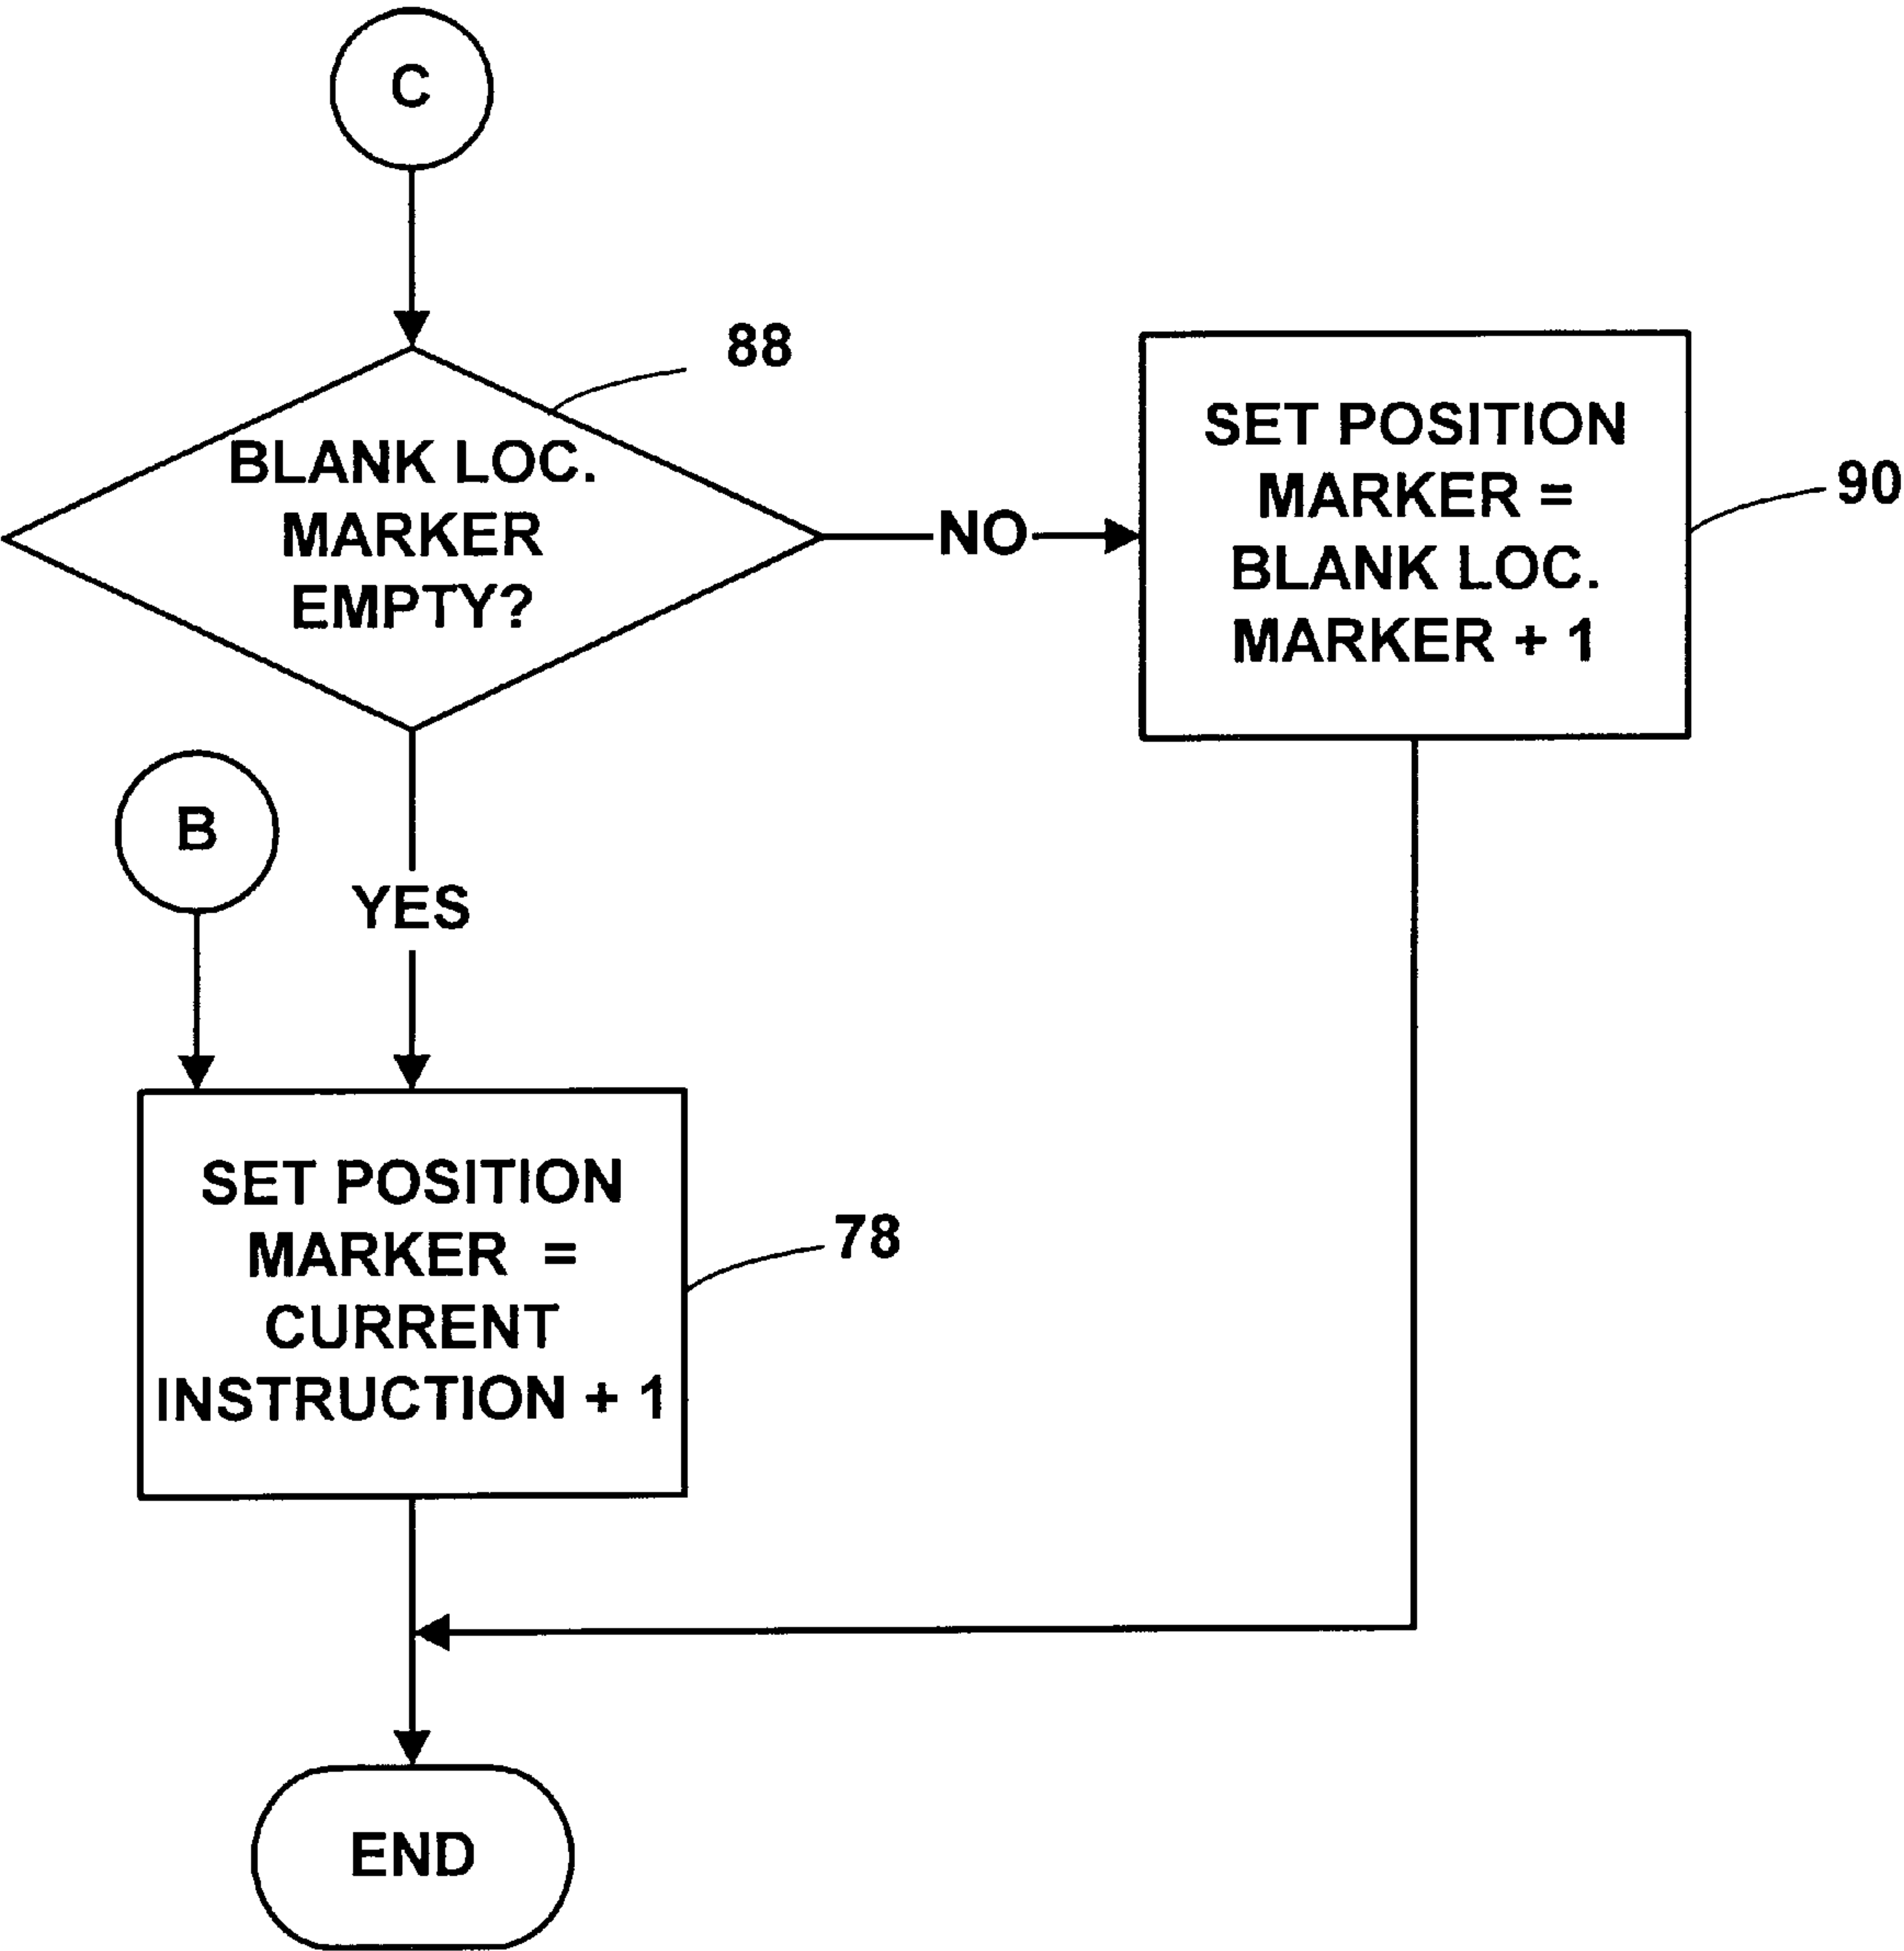 C
88
BLANK LOC.
MARKER
EMPTY?
NO
SET POSITION
MARKER =
BLANK LOC.
MARKER + 1
90
B
YES
SET POSITION
MARKER =
CURRENT
INSTRUCTION + 1
78
END